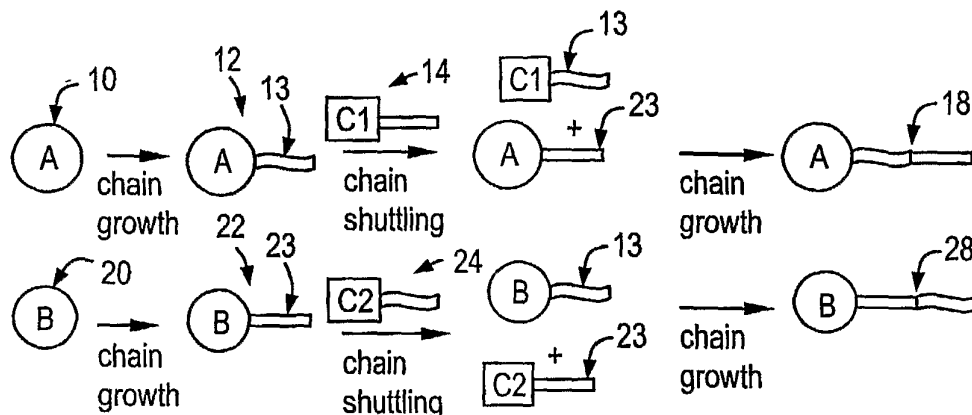 10
A
chain
growth
12
13
A
14
C1
chain
shuttling
13
C1
+
23
A
chain
growth
18
A
20
B
chain
growth
22
23
B
24
C2
chain
shuttling
13
B
+
23
C2
chain
growth
28
B